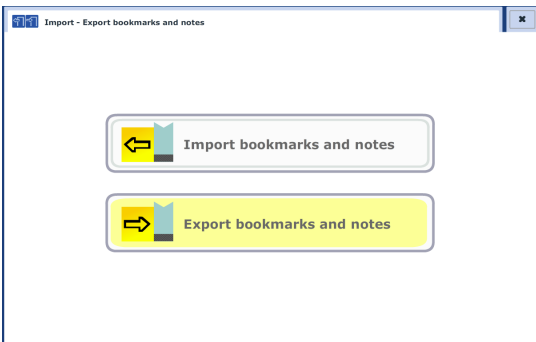 Import - Export bookmarks and notes
Import bookmarks and notes
Export bookmarks and notes